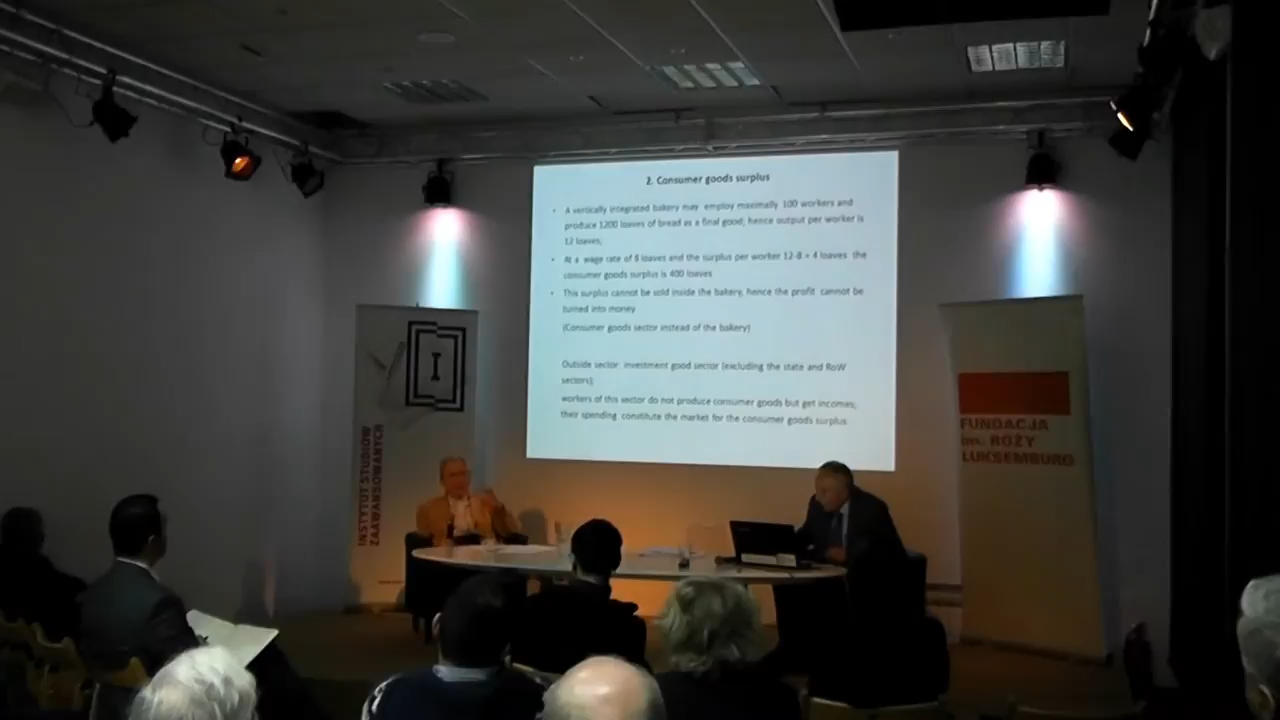 2. Consumer goods surplus
• A vertically integrated bakery may employ maximally 100 workers and
produce 1200 loaves of bread as a final good; hence output per worker is
12 loaves;
• At a wage rate of 8 loaves and the surplus per worker 12-8 = 4 loaves the
consumer goods surplus is 400 loaves
• This surplus cannot be sold inside the bakery, hence the profit cannot be
turned into money
(Consumer goods sector instead of the bakery)
Outside sector: investment good sector (excluding the state and RoW
sectors);
workers of this sector do not produce consumer goods but get incomes;
their spending constitute the market for the consumer goods surplus
I
INSTYTUT STUDIÓW
ZAAWANSOWANYCH
FUNDACJA
im. RÓŻY
LUKSEMBURG